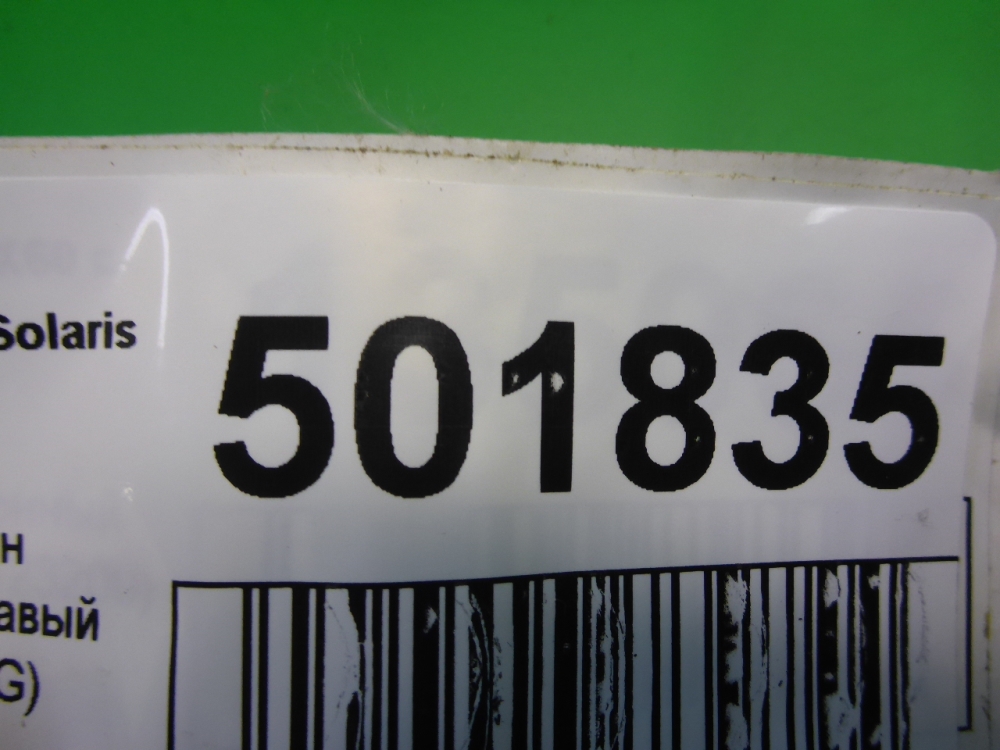 Solaris
501835
н
авый
G)